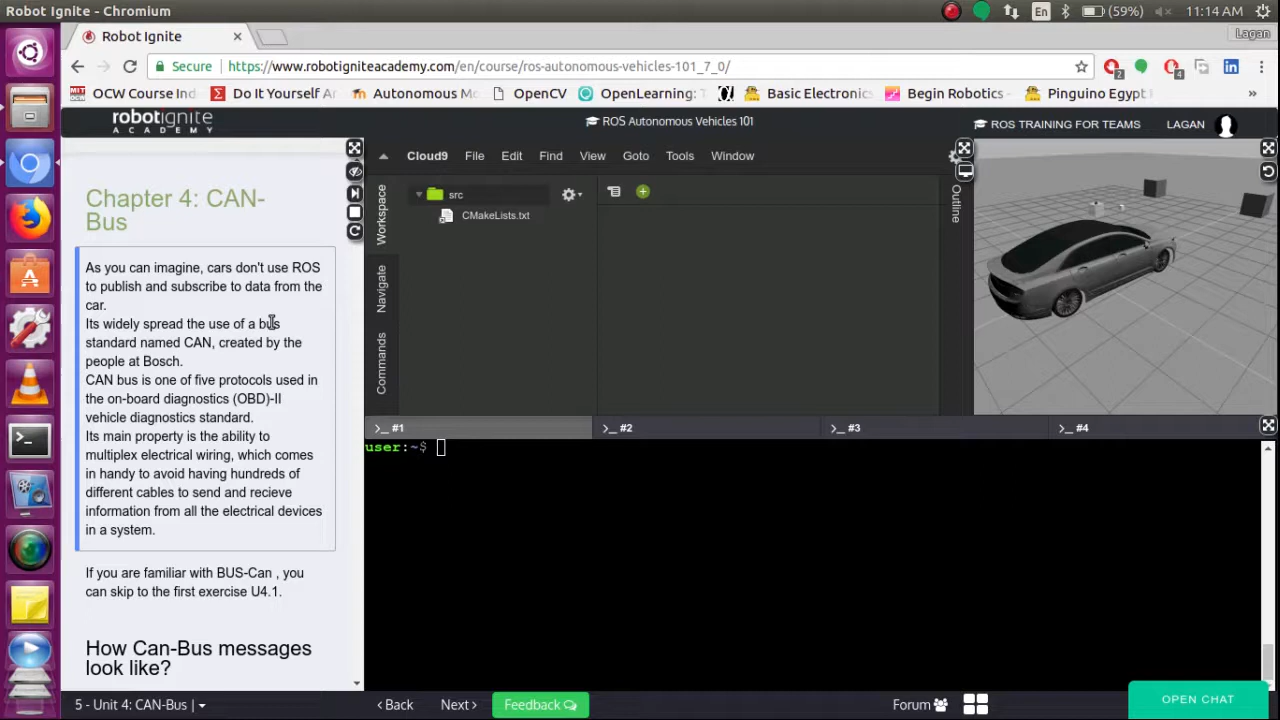 Robot Ignite - Chromium
En
(59%)
11:14 AM
Robot Ignite
Lagan
Secure
https://www.robotigniteacademy.com/en/course/ros-autonomous-vehicles-101_7_0/
2
4
OCW Course Ind
Do It Yourself Ar
Autonomous Mo
OpenCV
OpenLearning:
Basic Electronics
Begin Robotics -
Pinguino Egypt
robotignite
ACADEMY
ROS Autonomous Vehicles 101
ROS TRAINING FOR TEAMS
LAGAN
Cloud9 File Edit Find View Goto Tools Window
Workspace
Navigate
Commands
src
CMakeLists.txt
Outline
Chapter 4: CAN-
Bus
As you can imagine, cars don't use ROS
to publish and subscribe to data from the
car.
Its widely spread the use of a bus
standard named CAN, created by the
people at Bosch.
CAN bus is one of five protocols used in
the on-board diagnostics (OBD)-II
vehicle diagnostics standard.
Its main property is the ability to
multiplex electrical wiring, which comes
in handy to avoid having hundreds of
different cables to send and recieve
information from all the electrical devices
in a system.
If you are familiar with BUS-Can , you
can skip to the first exercise U4.1.
How Can-Bus messages
look like?
>_ #1
>_ #2
>_ #3
>_ #4
user:~$
5 - Unit 4: CAN-Bus |
<Back
Next>
Feedback
Forum
OPEN CHAT